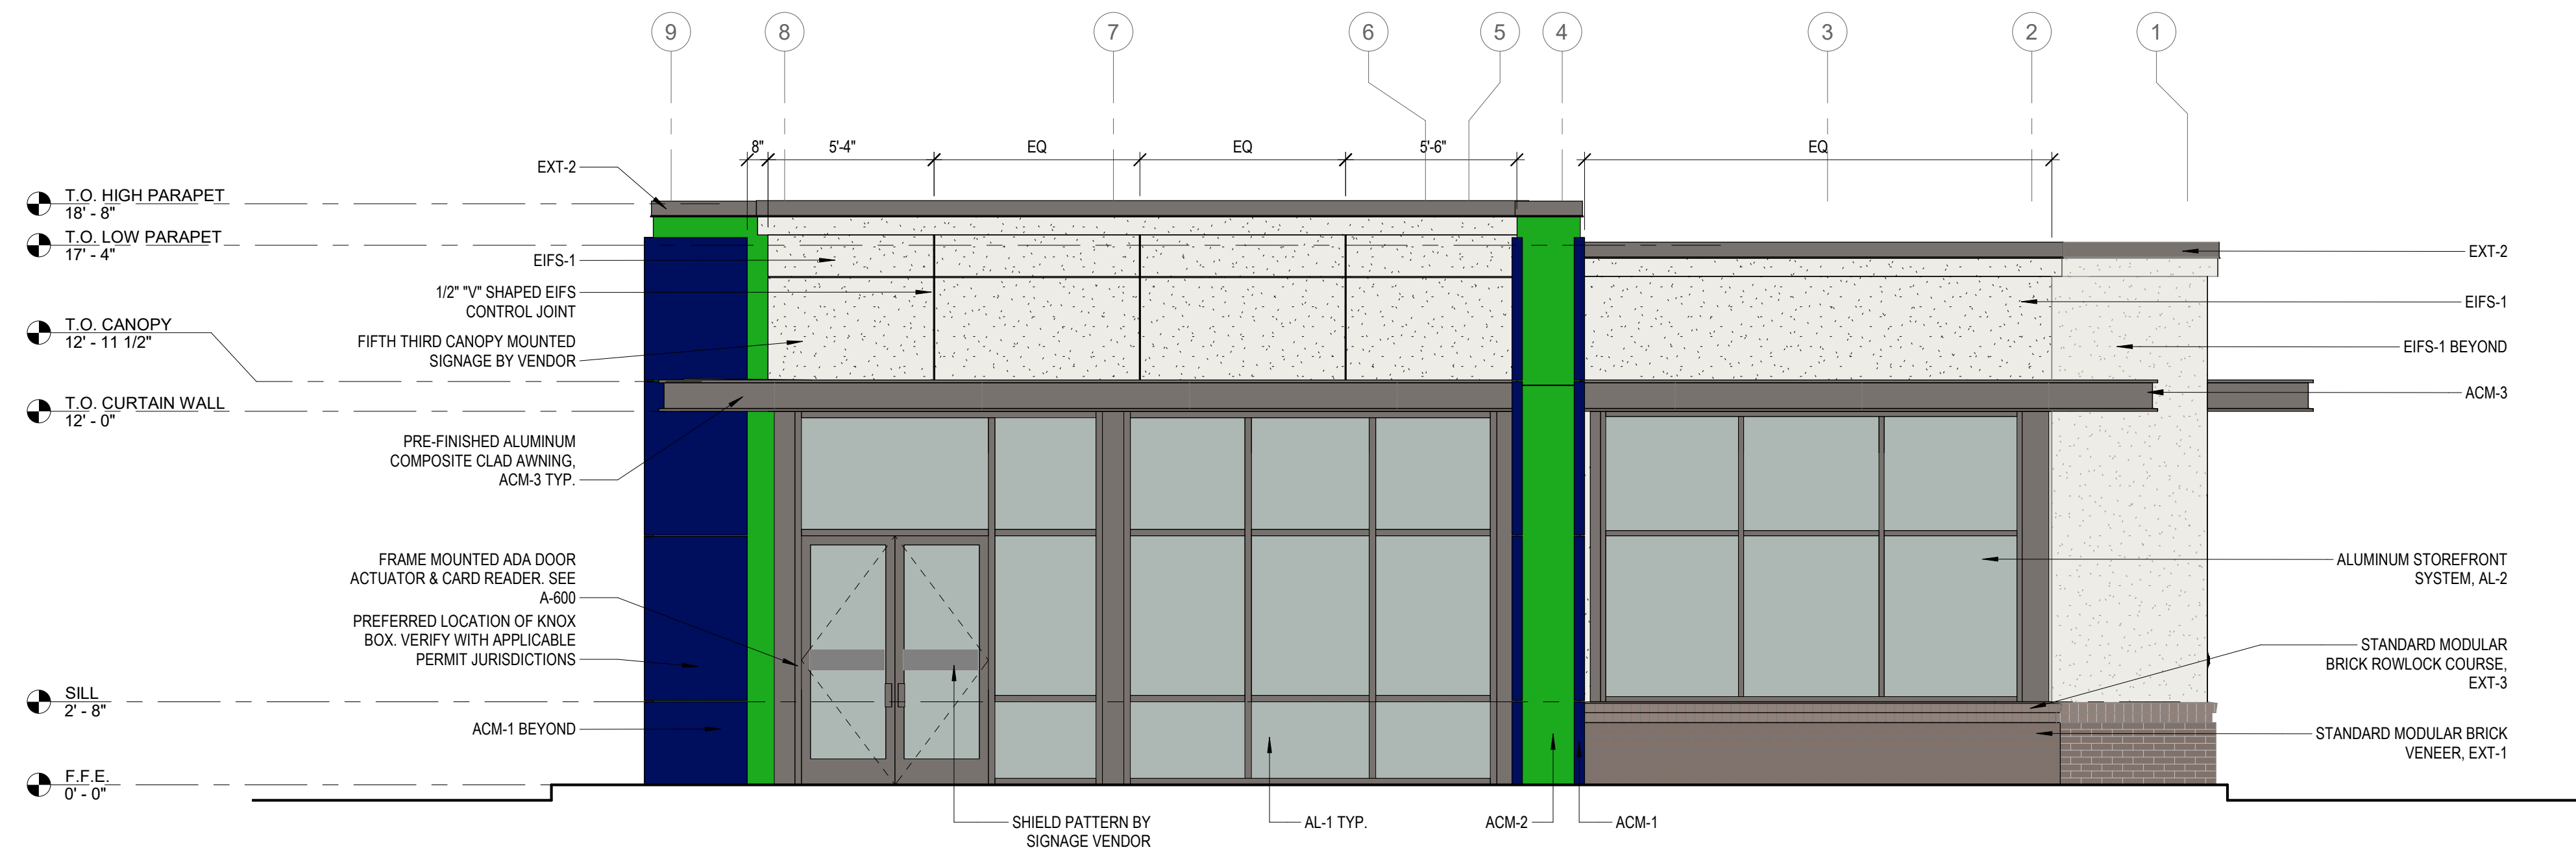 9 8 7 6 5 4 3 2 1
8" 5'-4" EQ EQ 5'-6" EQ
T.O. HIGH PARAPET
18' - 8"
T.O. LOW PARAPET
17' - 4"
T.O. CANOPY
12' - 11 1/2"
T.O. CURTAIN WALL
12' - 0"
SILL
2' - 8"
F.F.E.
0' - 0"
EXT-2
EIFS-1
1/2" "V" SHAPED EIFS
CONTROL JOINT
FIFTH THIRD CANOPY MOUNTED
SIGNAGE BY VENDOR
PRE-FINISHED ALUMINUM
COMPOSITE CLAD AWNING,
ACM-3 TYP.
FRAME MOUNTED ADA DOOR
ACTUATOR & CARD READER. SEE
A-600
PREFERRED LOCATION OF KNOX
BOX. VERIFY WITH APPLICABLE
PERMIT JURISDICTIONS
ACM-1 BEYOND
SHIELD PATTERN BY
SIGNAGE VENDOR
AL-1 TYP.
ACM-2
ACM-1
EXT-2
EIFS-1
EIFS-1 BEYOND
ACM-3
ALUMINUM STOREFRONT
SYSTEM, AL-2
STANDARD MODULAR
BRICK ROWLOCK COURSE,
EXT-3
STANDARD MODULAR BRICK
VENEER, EXT-1